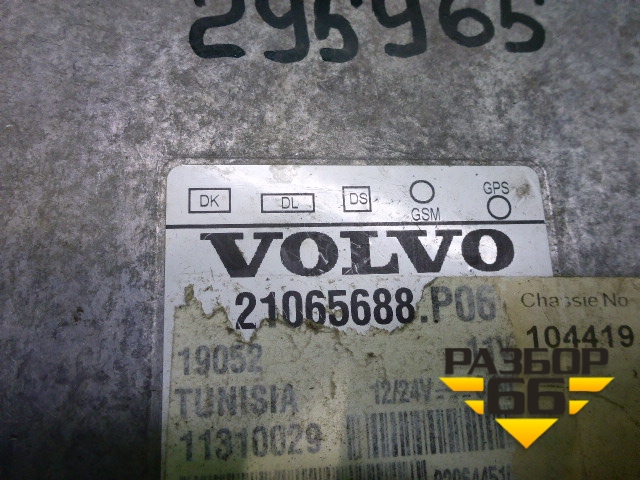 295965
DK DL DS GSM GPS
VOLVO
21065688.P06
Chassie No
104419
19052
TUNISIA
12/24V
11310029
РАЗБОР
66